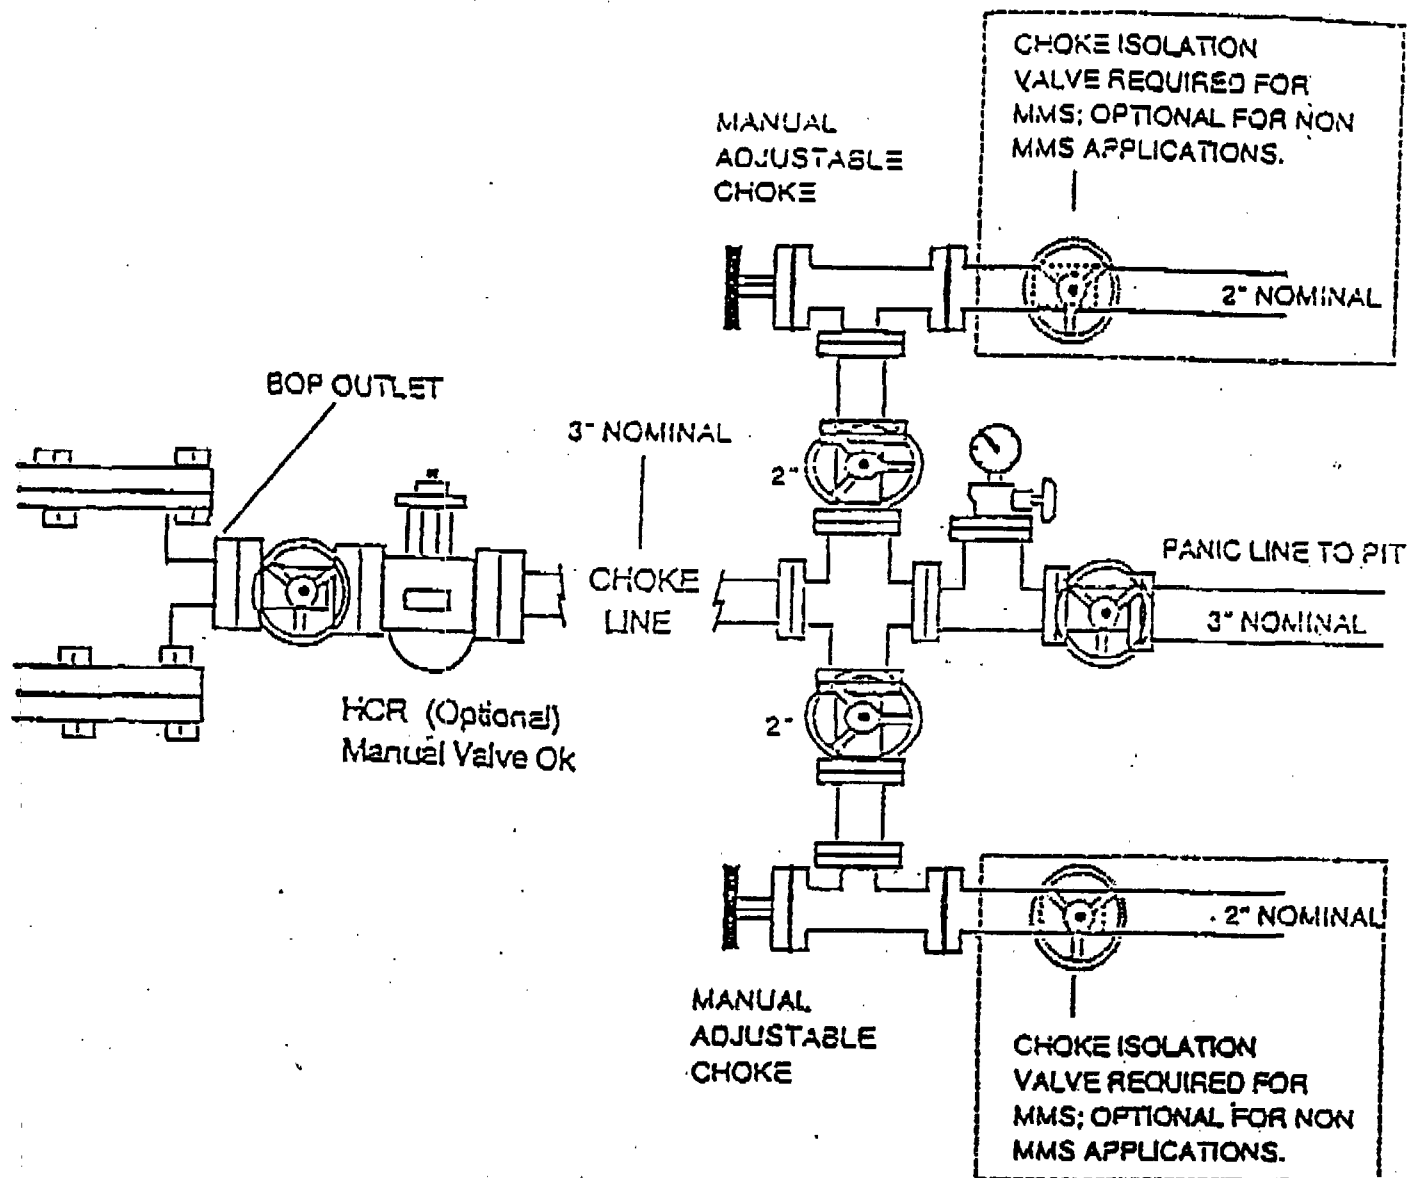 CHOKE ISOLATION
VALVE REQUIRED FOR
MMS; OPTIONAL FOR NON
MMS APPLICATIONS.
MANUAL
ADJUSTABLE
CHOKE
2" NOMINAL
BOP OUTLET
3" NOMINAL
2"
PANIC LINE TO PIT
CHOKE
LINE
3" NOMINAL
HCR (Optional)
Manual Valve Ok
2"
2" NOMINAL
MANUAL
ADJUSTABLE
CHOKE
CHOKE ISOLATION
VALVE REQUIRED FOR
MMS; OPTIONAL FOR NON
MMS APPLICATIONS.